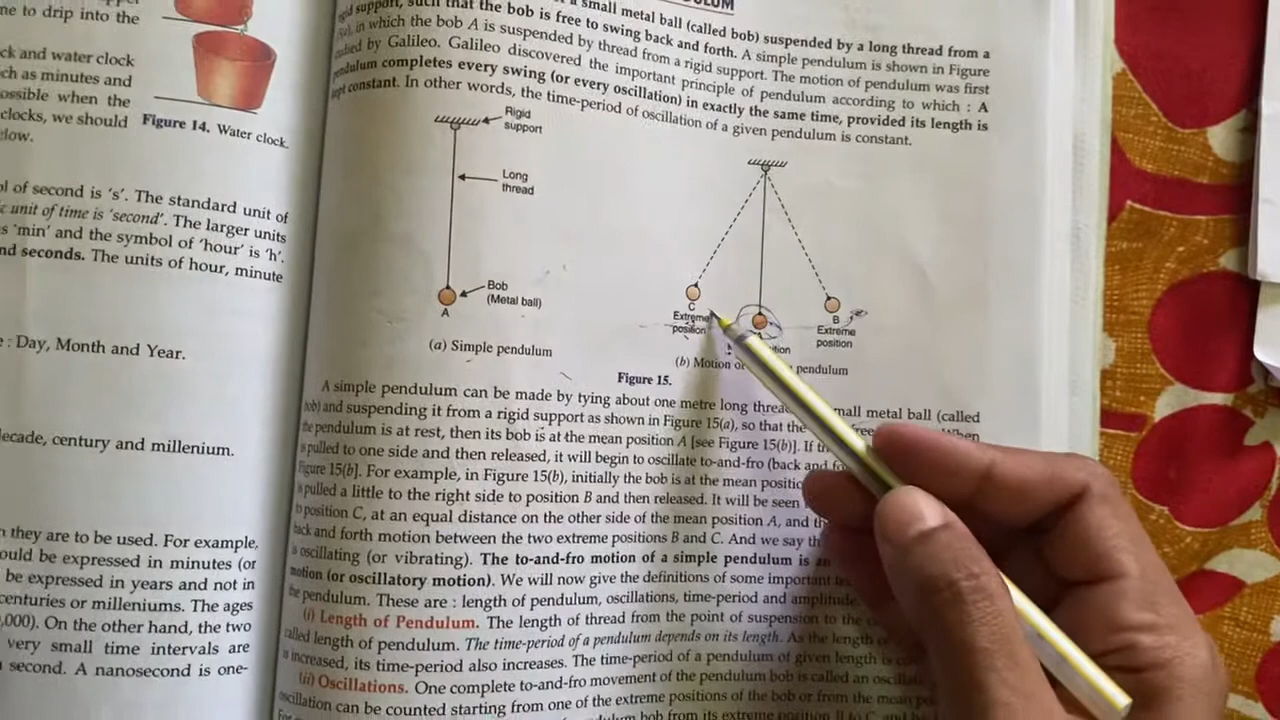 me to drip into the
ck and water clock
ch as minutes and
ossible when the
clocks, we should
elow.
Figure 14. Water clock.
ol of second is 's'. The standard unit of
c unit of time is 'second'. The larger units
s 'min' and the symbol of 'hour' is 'h'.
nd seconds. The units of hour, minute
e : Day, Month and Year.
decade, century and millenium.
n they are to be used. For example,
ould be expressed in minutes (or
be expressed in years and not in
centuries or milleniums. The ages
,000). On the other hand, the two
very small time intervals are
second. A nanosecond is one-
a small metal ball (called bob) suspended by a long thread from a
rigid support, such that the bob is free to swing back and forth. A simple pendulum is shown in Figure
in which the bob A is suspended by thread from a rigid support. The motion of pendulum was first
by Galileo. Galileo discovered the important principle of pendulum according to which : A
pendulum completes every swing (or every oscillation) in exactly the same time, provided its length is
kept constant. In other words, the time-period of oscillation of a given pendulum is constant.
Rigid
support
Long
thread
Bob
(Metal ball)
A
(a) Simple pendulum
C
Extreme
position
B
Extreme
position
(b) Motion of pendulum
Figure 15.
A simple pendulum can be made by tying about one metre long thread small metal ball (called
bob) and suspending it from a rigid support as shown in Figure 15(a), so that the When
the pendulum is at rest, then its bob is at the mean position A [see Figure 15(b)]. If
is pulled to one side and then released, it will begin to oscillate to-and-fro (back and
Figure 15(b]. For example, in Figure 15(b), initially the bob is at the mean
is pulled a little to the right side to position B and then released. It will be seen
to position C, at an equal distance on the other side of the mean position A, and
back and forth motion between the two extreme positions B and C. And we say
is oscillating (or vibrating). The to-and-fro motion of a simple pendulum is an
motion (or oscillatory motion). We will now give the definitions of some important
the pendulum. These are : length of pendulum, oscillations, time-period and amplitude.
(i) Length of Pendulum. The length of thread from the point of suspension to the
called length of pendulum. The time-period of a pendulum depends on its length. As the length
is increased, its time-period also increases. The time-period of a pendulum of given length is
(ii) Oscillations. One complete to-and-fro movement of the pendulum bob is called an
oscillation can be counted starting from one of the extreme positions of the bob or from the mean
bob from its extreme position B to C, and